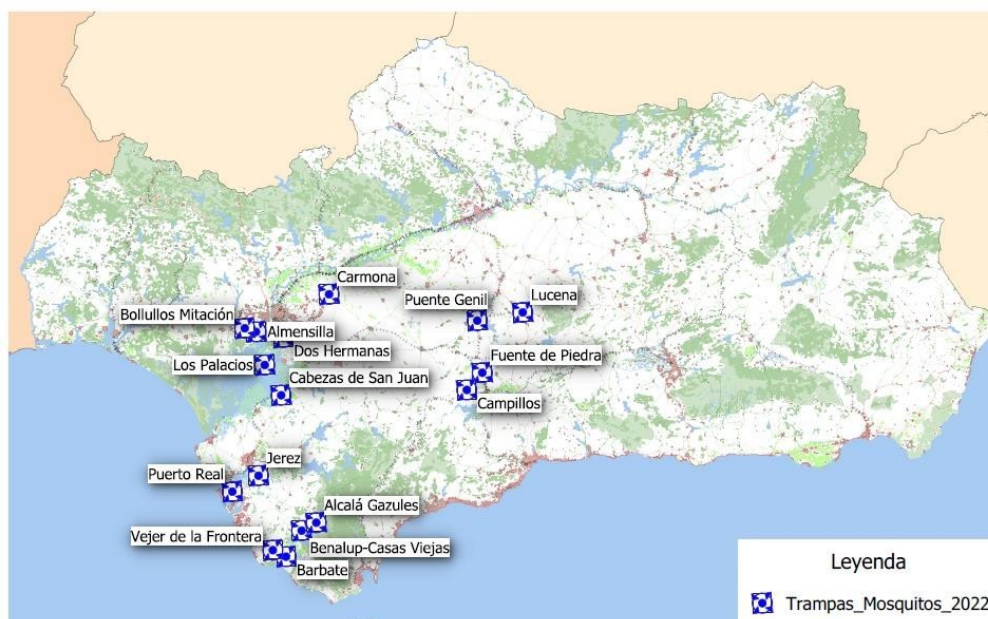 Carmona
Puente Genil
Lucena
Bollullos Mitación
Almensilla
Dos Hermanas
Los Palacios
Fuente de Piedra
Cabezas de San Juan
Campillos
Jerez
Puerto Real
Alcalá Gazules
Vejer de la Frontera
Benalup-Casas Viejas
Barbate
Leyenda
Trampas_Mosquitos_2022